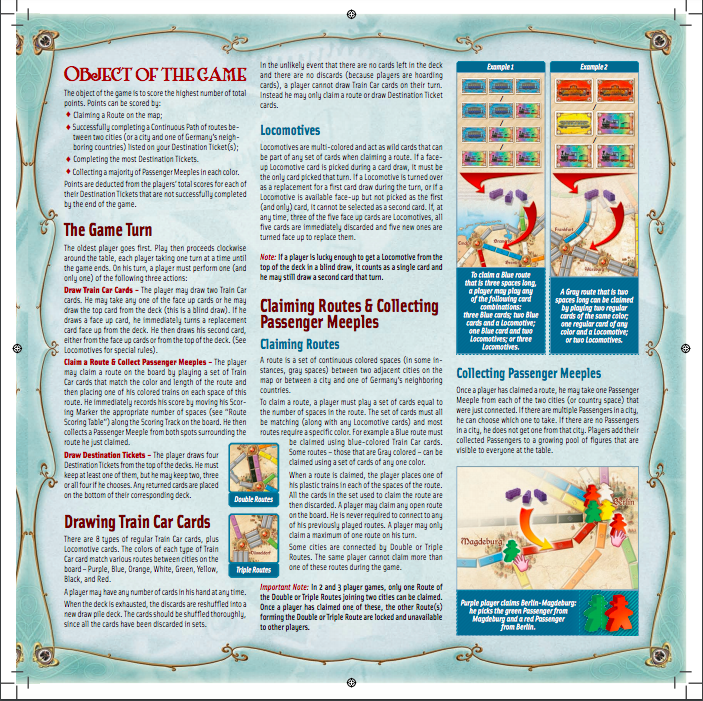 OBJECT OF THE GAME
The object of the game is to score the highest number of total
points. Points can be scored by:
♦ Claiming a Route on the map;
♦ Successfully completing a Continuous Path of routes be-
tween two cities (or a city and one of Germany's neigh-
boring countries) listed on your Destination Ticket(s);
♦ Completing the most Destination Tickets.
♦ Collecting a majority of Passenger Meeples in each color.
Points are deducted from the players' total scores for each of
their Destination Tickets that are not successfully completed
by the end of the game.
The Game Turn
The oldest player goes first. Play then proceeds clockwise
around the table, each player taking one turn at a time until
the game ends. On his turn, a player must perform one (and
only one) of the following three actions:
Draw Train Car Cards – The player may draw two Train Car
cards. He may take any one of the face up cards or he may
draw the top card from the deck (this is a blind draw). If he
draws a face up card, he immediately turns a replacement
card face up from the deck. He then draws his second card,
either from the face up cards or from the top of the deck. (See
Locomotives for special rules).
Claim a Route & Collect Passenger Meeples – The player
may claim a route on the board by playing a set of Train
Car cards that match the color and length of the route and
then placing one of his colored trains on each space of this
route. He immediately records his score by moving his Scor-
ing Marker the appropriate number of spaces (see "Route
Scoring Table") along the Scoring Track on the board. He then
collects a Passenger Meeple from both spots surrounding the
route he just claimed.
Draw Destination Tickets – The player draws four
Destination Tickets from the top of the decks. He must
keep at least one of them, but he may keep two, three
or all four if he chooses. Any returned cards are placed
on the bottom of their corresponding deck.
Drawing Train Car Cards
There are 8 types of regular Train Car cards, plus
Locomotive cards. The colors of each type of Train
Car card match various routes between cities on the
board – Purple, Blue, Orange, White, Green, Yellow,
Black, and Red.
A player may have any number of cards in his hand at any time.
When the deck is exhausted, the discards are reshuffled into
a new draw pile deck. The cards should be shuffled thoroughly,
since all the cards have been discarded in sets.
In the unlikely event that there are no cards left in the deck
and there are no discards (because players are hoarding
cards), a player cannot draw Train Car cards on their turn.
Instead he may only claim a route or draw Destination Ticket
cards.
Locomotives
Locomotives are multi-colored and act as wild cards that can
be part of any set of cards when claiming a route. If a face-
up Locomotive card is picked during a card draw, it must be
the only card picked that turn. If a Locomotive is turned over
as a replacement for a first card draw during the turn, or if a
Locomotive is available face-up but not picked as the first
(and only) card, it cannot be selected as a second card. If, at
any time, three of the five face up cards are Locomotives, all
five cards are immediately discarded and five new ones are
turned face up to replace them.
Note: If a player is lucky enough to get a Locomotive from the
top of the deck in a blind draw, it counts as a single card and
he may still draw a second card that turn.
Claiming Routes & Collecting
Passenger Meeples
Claiming Routes
A route is a set of continuous colored spaces (in some in-
stances, gray spaces) between two adjacent cities on the
map or between a city and one of Germany's neighboring
countries.
To claim a route, a player must play a set of cards equal to
the number of spaces in the route. The set of cards must all
be matching (along with any Locomotive cards) and most
routes require a specific color. For example a Blue route must
be claimed using blue-colored Train Car cards.
Some routes – those that are Gray colored – can be
claimed using a set of cards of any one color.
When a route is claimed, the player places one of
his plastic trains in each of the spaces of the route.
All the cards in the set used to claim the route are
then discarded. A player may claim any open route
on the board. He is never required to connect to any
of his previously played routes. A player may only
claim a maximum of one route on his turn.
Some cities are connected by Double or Triple
Routes. The same player cannot claim more than
one of these routes during the game.
Double Routes
Düsseldorf
Triple Routes
Important Note: In 2 and 3 player games, only one Route of
the Double or Triple Routes joining two cities can be claimed.
Once a player has claimed one of these, the other Route(s)
forming the Double or Triple Route are locked and unavailable
to other players.
Example 1
/
/
/
To claim a Blue route
that is three spaces long,
a player may play any
of the following card
combinations:
three Blue cards; two Blue
cards and a Locomotive;
one Blue card and two
Locomotives; or three
Locomotives.
Example 2
/
/
/
Frankfurt
A Gray route that is two
spaces long can be claimed
by playing two regular
cards of the same color;
one regular card of any
color and a Locomotive;
or two Locomotives.
Collecting Passenger Meeples
Once a player has claimed a route, he may take one Passenger
Meeple from each of the two cities (or country space) that
were just connected. If there are multiple Passengers in a city,
he can choose which one to take. If there are no Passengers
in a city, he does not get one from that city. Players add their
collected Passengers to a growing pool of figures that are
visible to everyone at the table.
Berlin
Magdeburg
Purple player claims Berlin-Magdeburg:
he picks the green Passenger from
Magdeburg and a red Passenger
from Berlin.